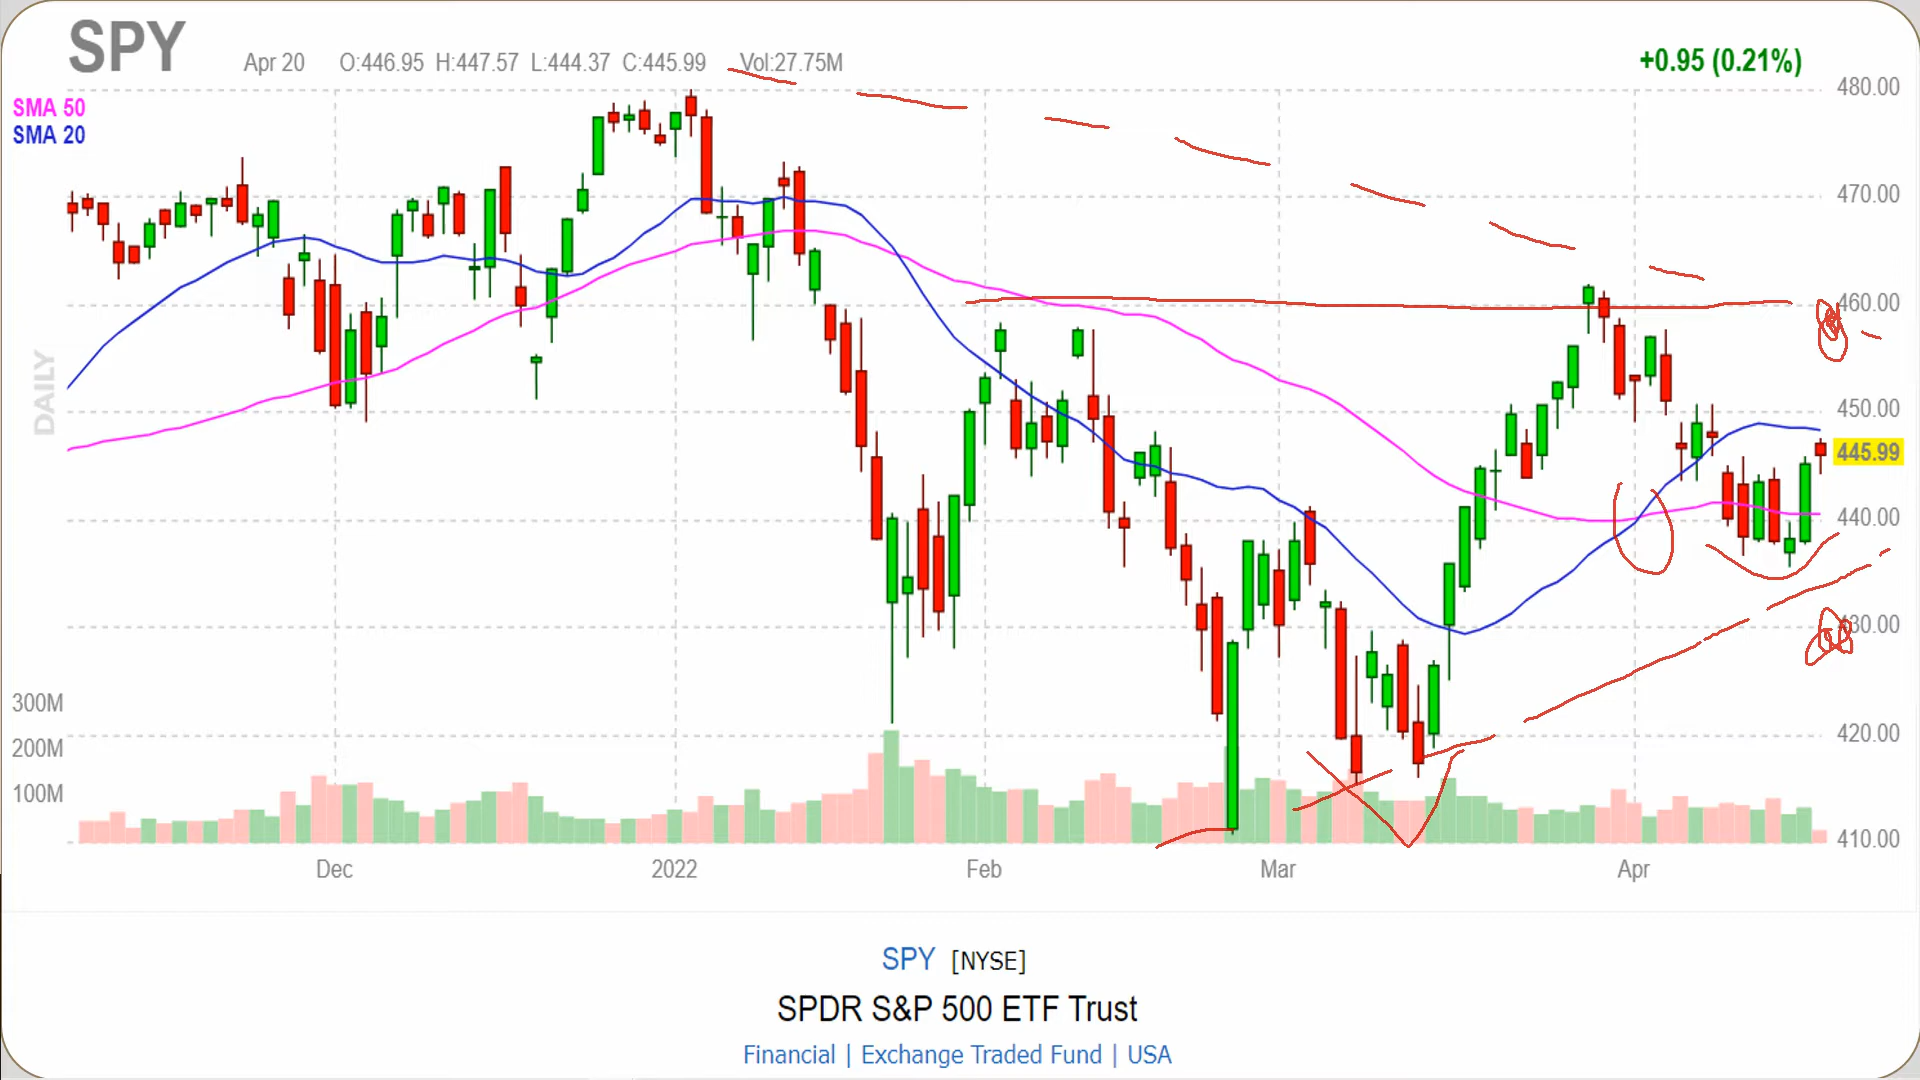 SPY Apr 20 O:446.95 H:447.57 L:444.37 C:445.99 Vol:27.75M +0.95 (0.21%)
SMA 50
SMA 20
480.00
470.00
460.00
450.00
445.99
440.00
430.00
420.00
410.00
DAILY
300M
200M
100M
Dec 2022 Feb Mar Apr
SPY [NYSE]
SPDR S&P 500 ETF Trust
Financial | Exchange Traded Fund | USA